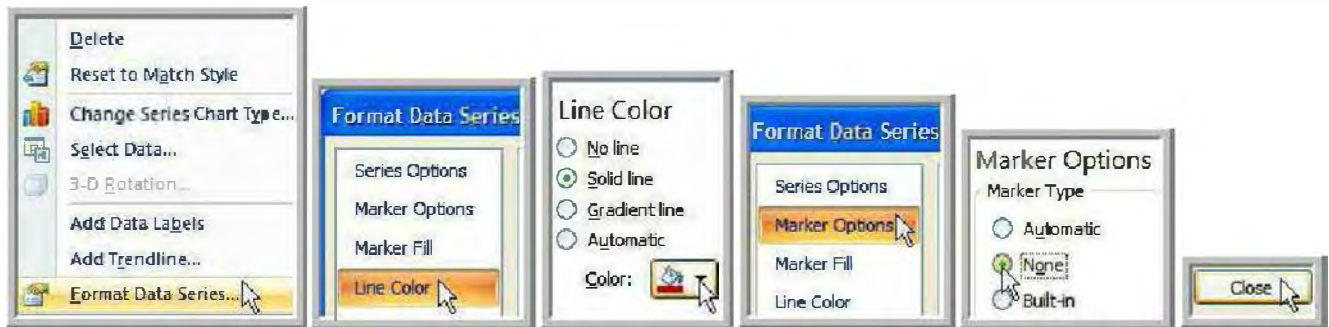 Delete
Reset to Match Style
Change Series Chart Type...
Select Data...
3-D Rotation...
Add Data Labels
Add Trendline...
Format Data Series...
Format Data Series
Series Options
Marker Options
Marker Fill
Line Color
Line Color
No line
Solid line
Gradient line
Automatic
Color:
Format Data Series
Series Options
Marker Options
Marker Fill
Line Color
Marker Options
Marker Type
Automatic
None
Built-in
Close